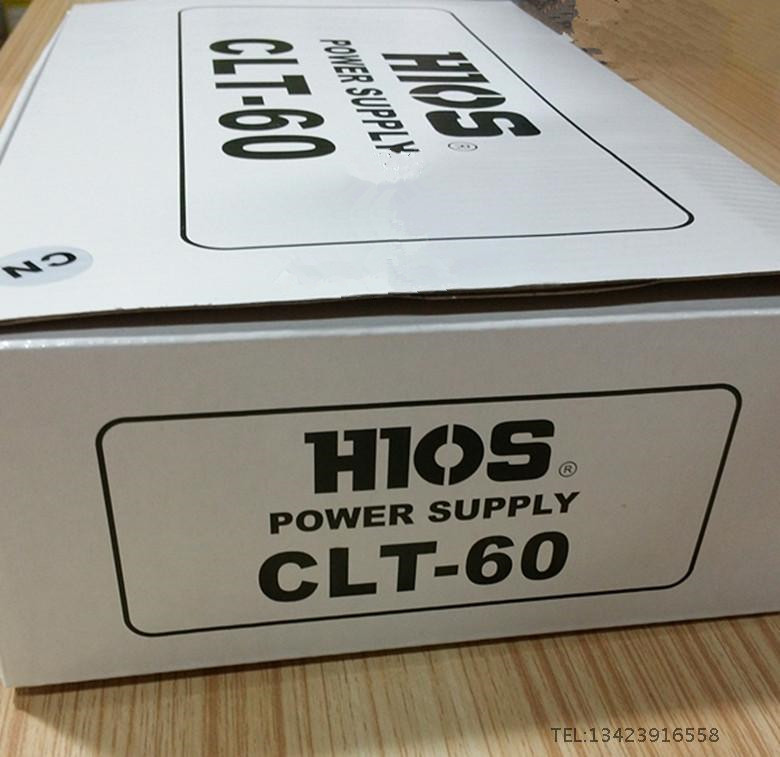 HIOS ®
POWER SUPPLY
CLT-60
CN
HIOS ®
POWER SUPPLY
CLT-60
TEL:13423916558